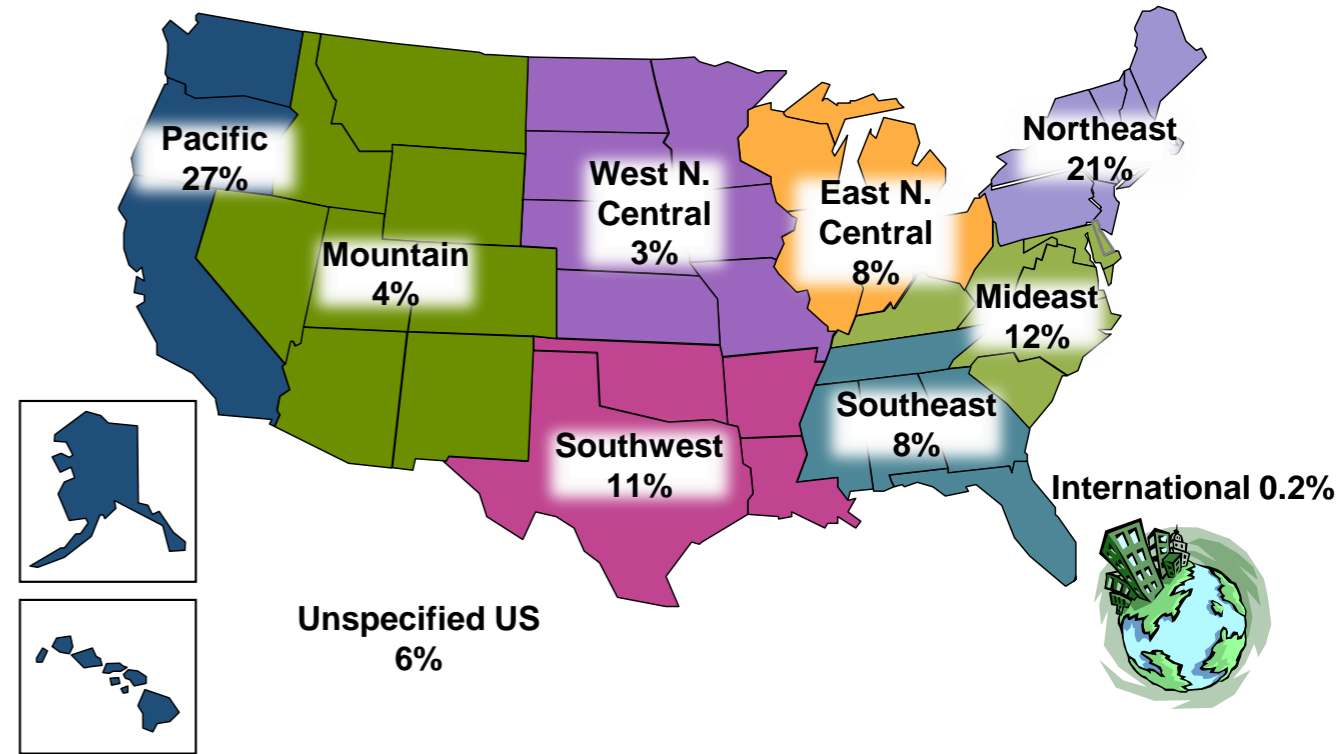 Pacific
27%
Mountain
4%
West N.
Central
3%
East N.
Central
8%
Northeast
21%
Mideast
12%
Southwest
11%
Southeast
8%
International 0.2%
Unspecified US
6%